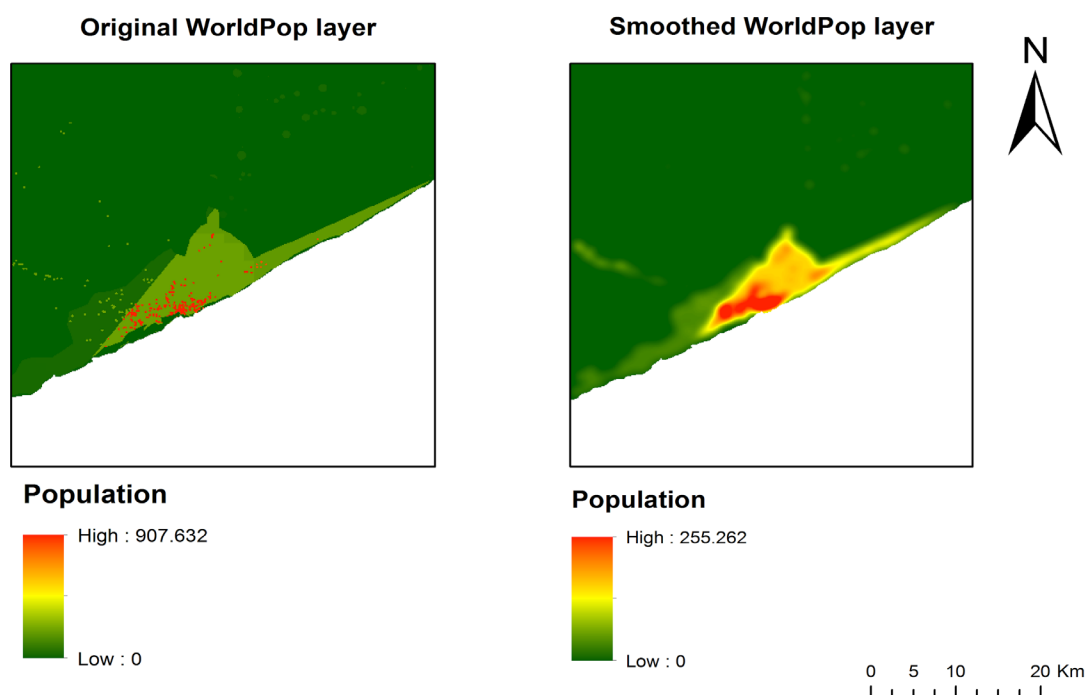 Original WorldPop layer
Smoothed WorldPop layer
N
Population
High : 907.632
Low : 0
Population
High : 255.262
Low : 0
0 5 10 20 Km